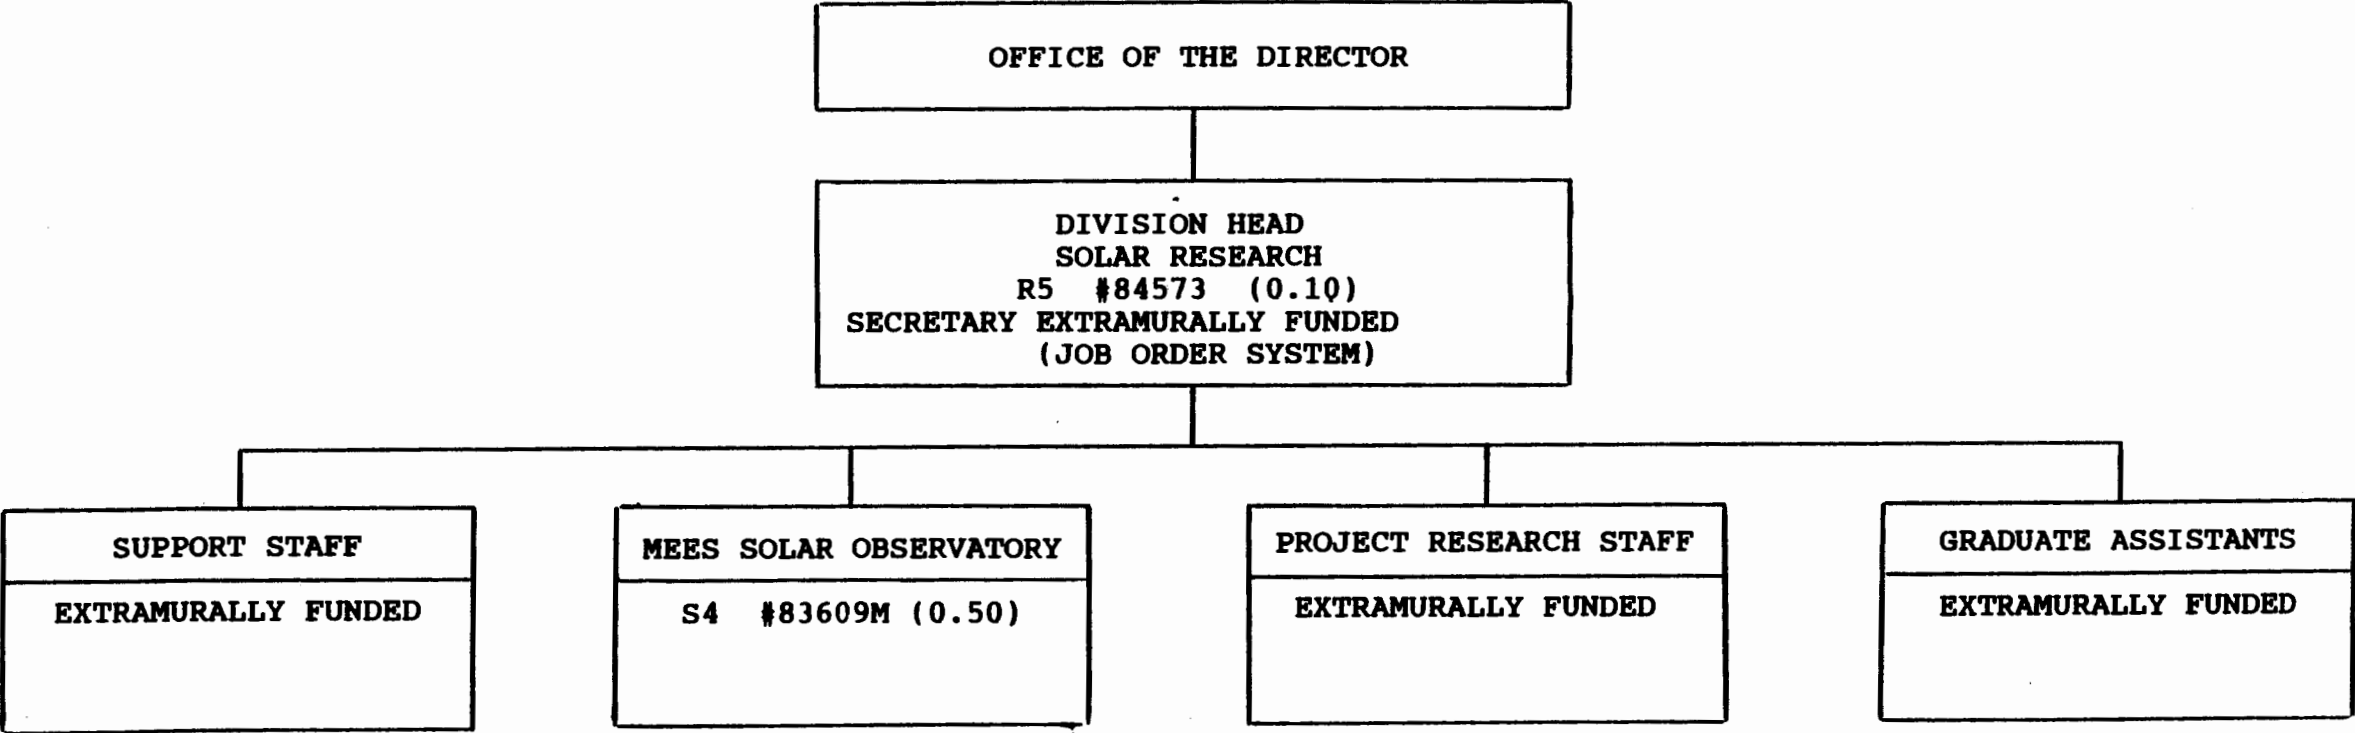 OFFICE OF THE DIRECTOR
DIVISION HEAD
SOLAR RESEARCH
R5 #84573 (0.10)
SECRETARY EXTRAMURALLY FUNDED
(JOB ORDER SYSTEM)
SUPPORT STAFF
EXTRAMURALLY FUNDED
MEES SOLAR OBSERVATORY
S4 #83609M (0.50)
PROJECT RESEARCH STAFF
EXTRAMURALLY FUNDED
GRADUATE ASSISTANTS
EXTRAMURALLY FUNDED